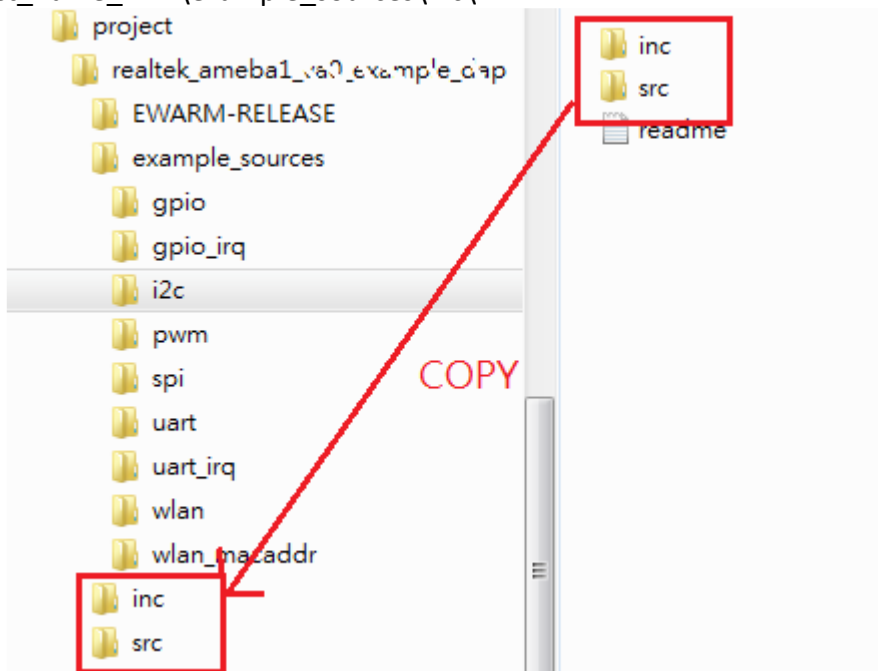 project
EWARM-RELEASE
example_sources
gpio
gpio_irq
i2c
pwm
spi
uart
uart_irq
wlan
wlan_macaddr
inc
src
COPY
inc
src
readme